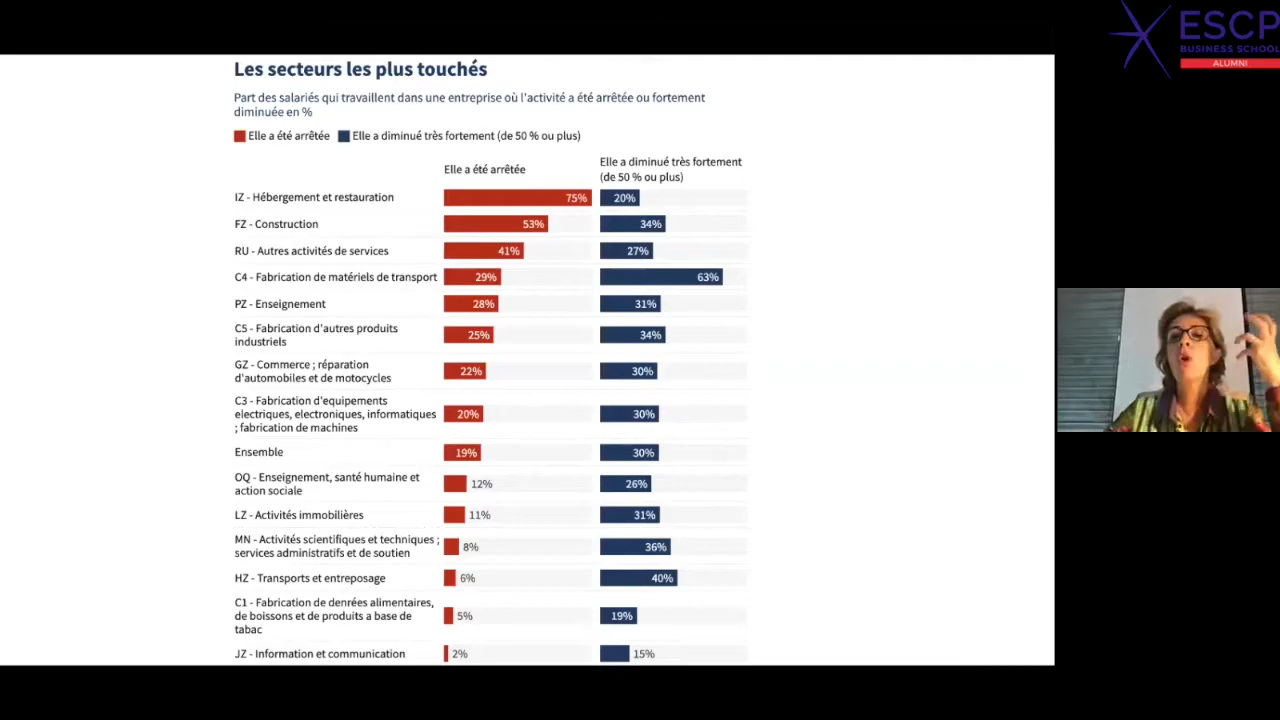 ESCP
BUSINESS SCHOOL
ALUMNI
Les secteurs les plus touchés
Part des salariés qui travaillent dans une entreprise où l'activité a été arrêtée ou fortement
diminuée en %
Elle a été arrêtée Elle a diminué très fortement (de 50 % ou plus)
Elle a été arrêtée
Elle a diminué très fortement
(de 50 % ou plus)
IZ - Hébergement et restauration 75% 20%
FZ - Construction 53% 34%
RU - Autres activités de services 41% 27%
C4 - Fabrication de matériels de transport 29% 63%
PZ - Enseignement 28% 31%
C5 - Fabrication d'autres produits
industriels
25% 34%
GZ - Commerce ; réparation
d'automobiles et de motocycles
22% 30%
C3 - Fabrication d'equipements
electriques, electroniques, informatiques
; fabrication de machines
20% 30%
Ensemble 19% 30%
OQ - Enseignement, santé humaine et
action sociale
12% 26%
LZ - Activités immobilières 11% 31%
MN - Activités scientifiques et techniques ;
services administratifs et de soutien
8% 36%
HZ - Transports et entreposage 6% 40%
C1 - Fabrication de denrées alimentaires,
de boissons et de produits a base de
tabac
5% 19%
JZ - Information et communication 2% 15%